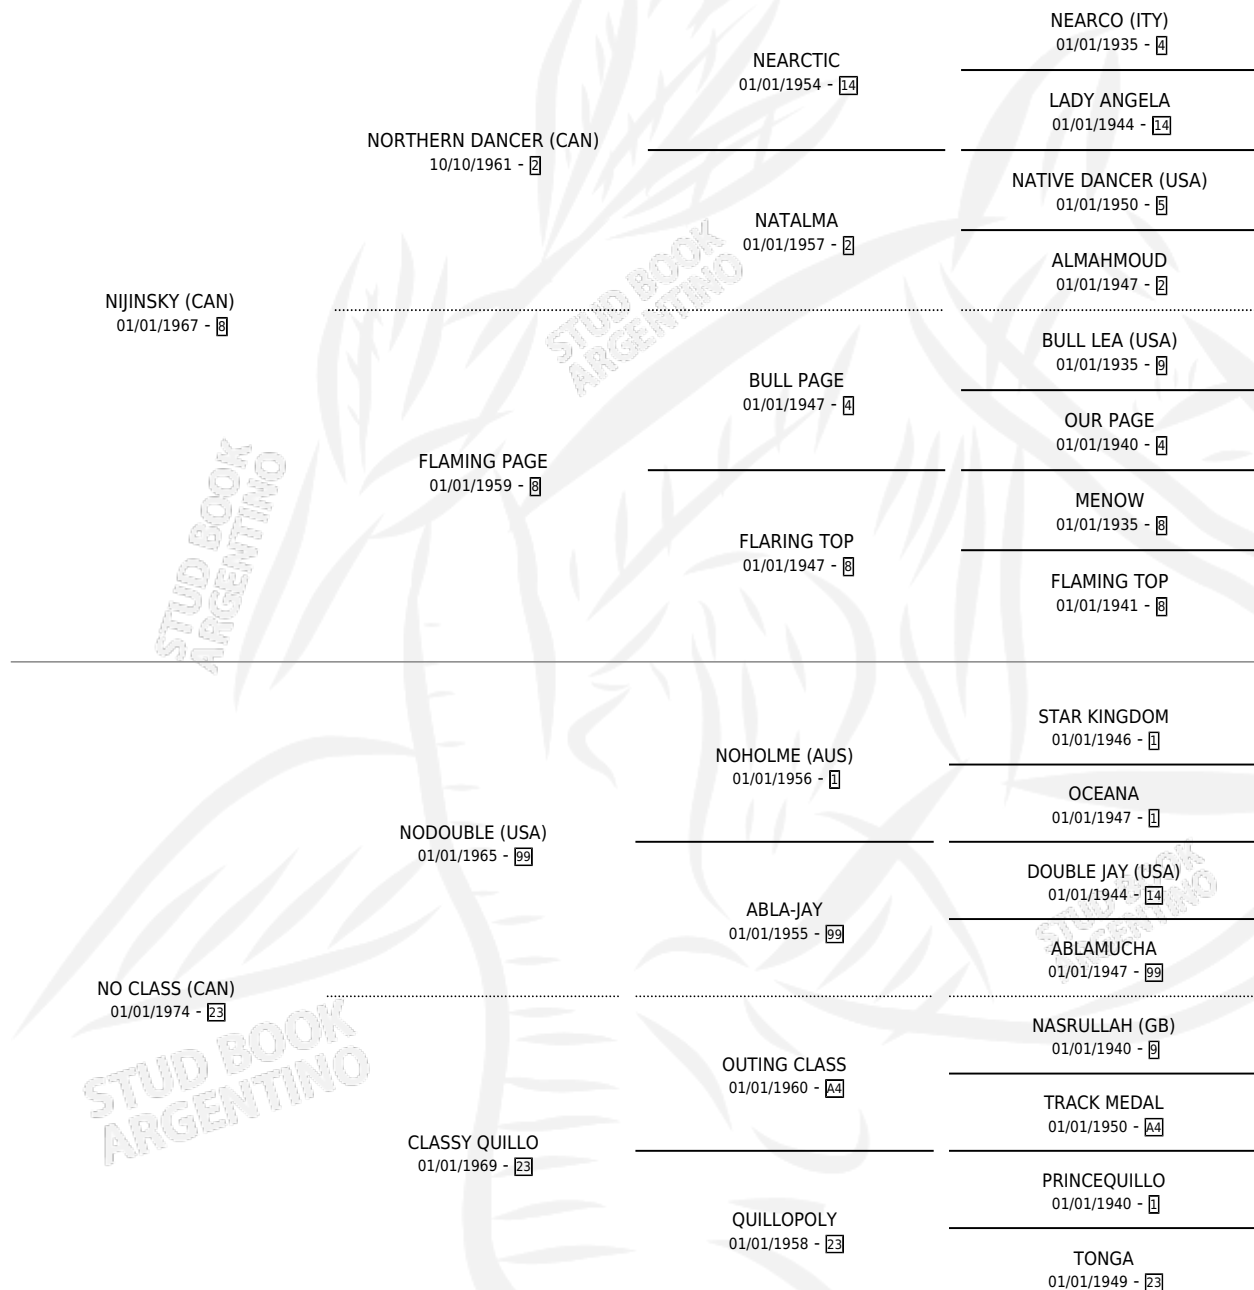 NEARCO (ITY)
01/01/1935 - 4
NEARCTIC
01/01/1954 - 14
LADY ANGELA
01/01/1944 - 14
NORTHERN DANCER (CAN)
10/10/1961 - 2
NATIVE DANCER (USA)
01/01/1950 - 5
NATALMA
01/01/1957 - 2
ALMAHMOUD
01/01/1947 - 2
STUD BOOK
ARGENTINO
NIJINSKY (CAN)
01/01/1967 - 8
BULL LEA (USA)
01/01/1935 - 9
BULL PAGE
01/01/1947 - 4
OUR PAGE
01/01/1940 - 4
FLAMING PAGE
01/01/1959 - 8
MENOW
01/01/1935 - 8
FLARING TOP
01/01/1947 - 8
FLAMING TOP
01/01/1941 - 8
STUD BOOK
ARGENTINO
STAR KINGDOM
01/01/1946 - 1
NOHOLME (AUS)
01/01/1956 - 1
OCEANA
01/01/1947 - 1
NODOUBLE (USA)
01/01/1965 - 99
DOUBLE JAY (USA)
01/01/1944 - 14
ABLA-JAY
01/01/1955 - 99
ABLAMUCHA
01/01/1947 - 99
STUD BOOK
ARGENTINO
NO CLASS (CAN)
01/01/1974 - 23
NASRULLAH (GB)
01/01/1940 - 9
OUTING CLASS
01/01/1960 - A4
TRACK MEDAL
01/01/1950 - A4
STUD BOOK
ARGENTINO
CLASSY QUILLO
01/01/1969 - 23
PRINCEQUILLO
01/01/1940 - 1
QUILLOPOLY
01/01/1958 - 23
TONGA
01/01/1949 - 23